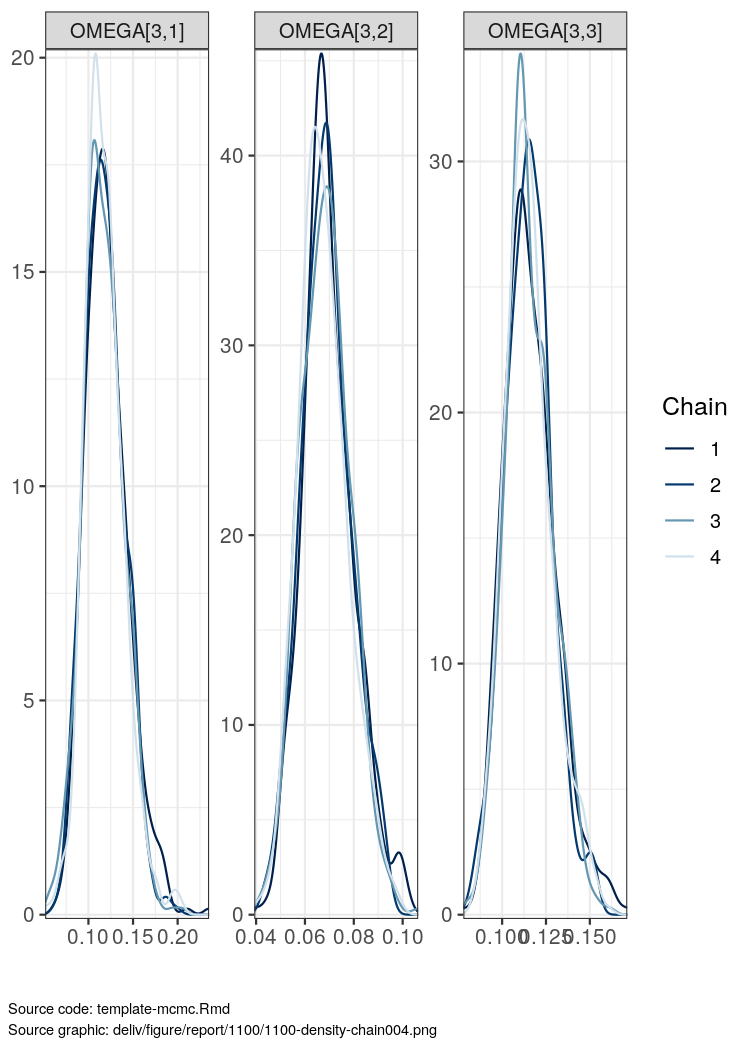 OMEGA[3,1] OMEGA[3,2] OMEGA[3,3]
20
15
10
5
0
0.10 0.15 0.20
40
30
20
10
0
0.04 0.06 0.08 0.10
30
20
10
0
0.100 0.125 0.150
Chain
1
2
3
4
Source code: template-mcmc.Rmd
Source graphic: deliv/figure/report/1100/1100-density-chain004.png